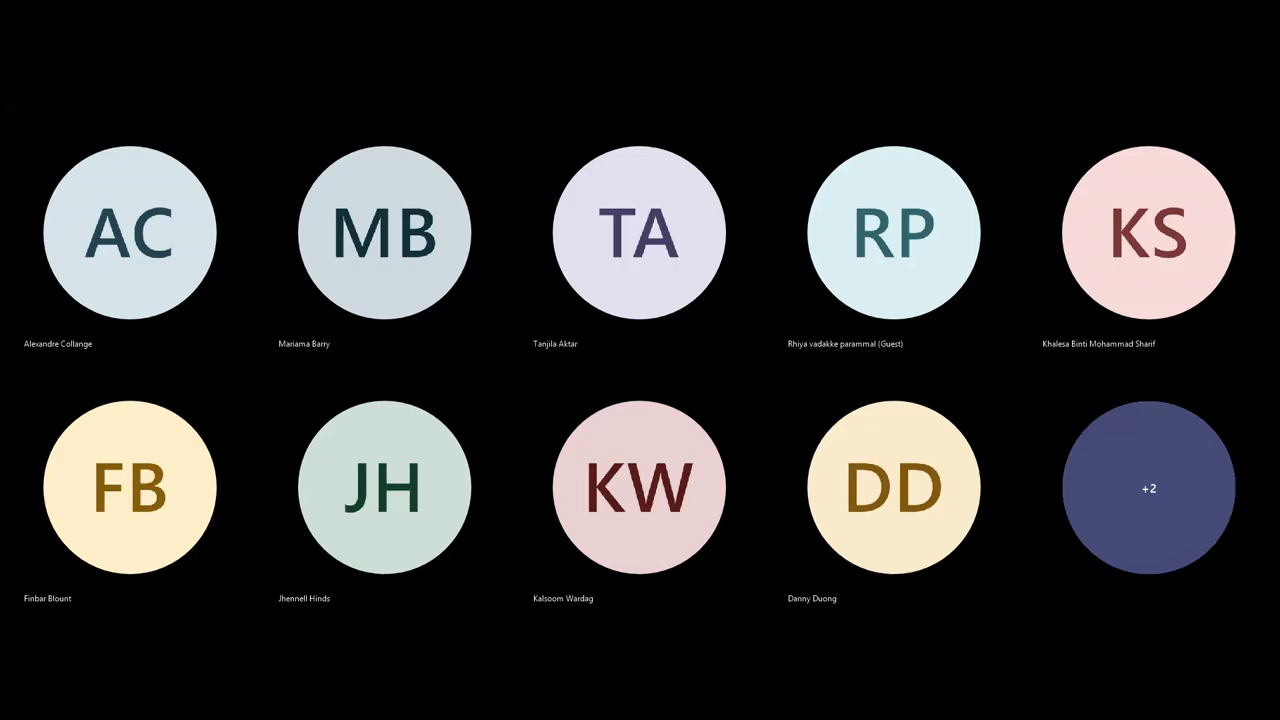 AC
MB
TA
RP
KS
Alexandre Collange
Mariama Barry
Tanjila Aktar
Rhiya vadakke parammal (Guest)
Khalesa Binti Mohammad Sharif
FB
JH
KW
DD
+2
Finbar Blount
Jhennell Hinds
Kalsoom Wardag
Danny Duong